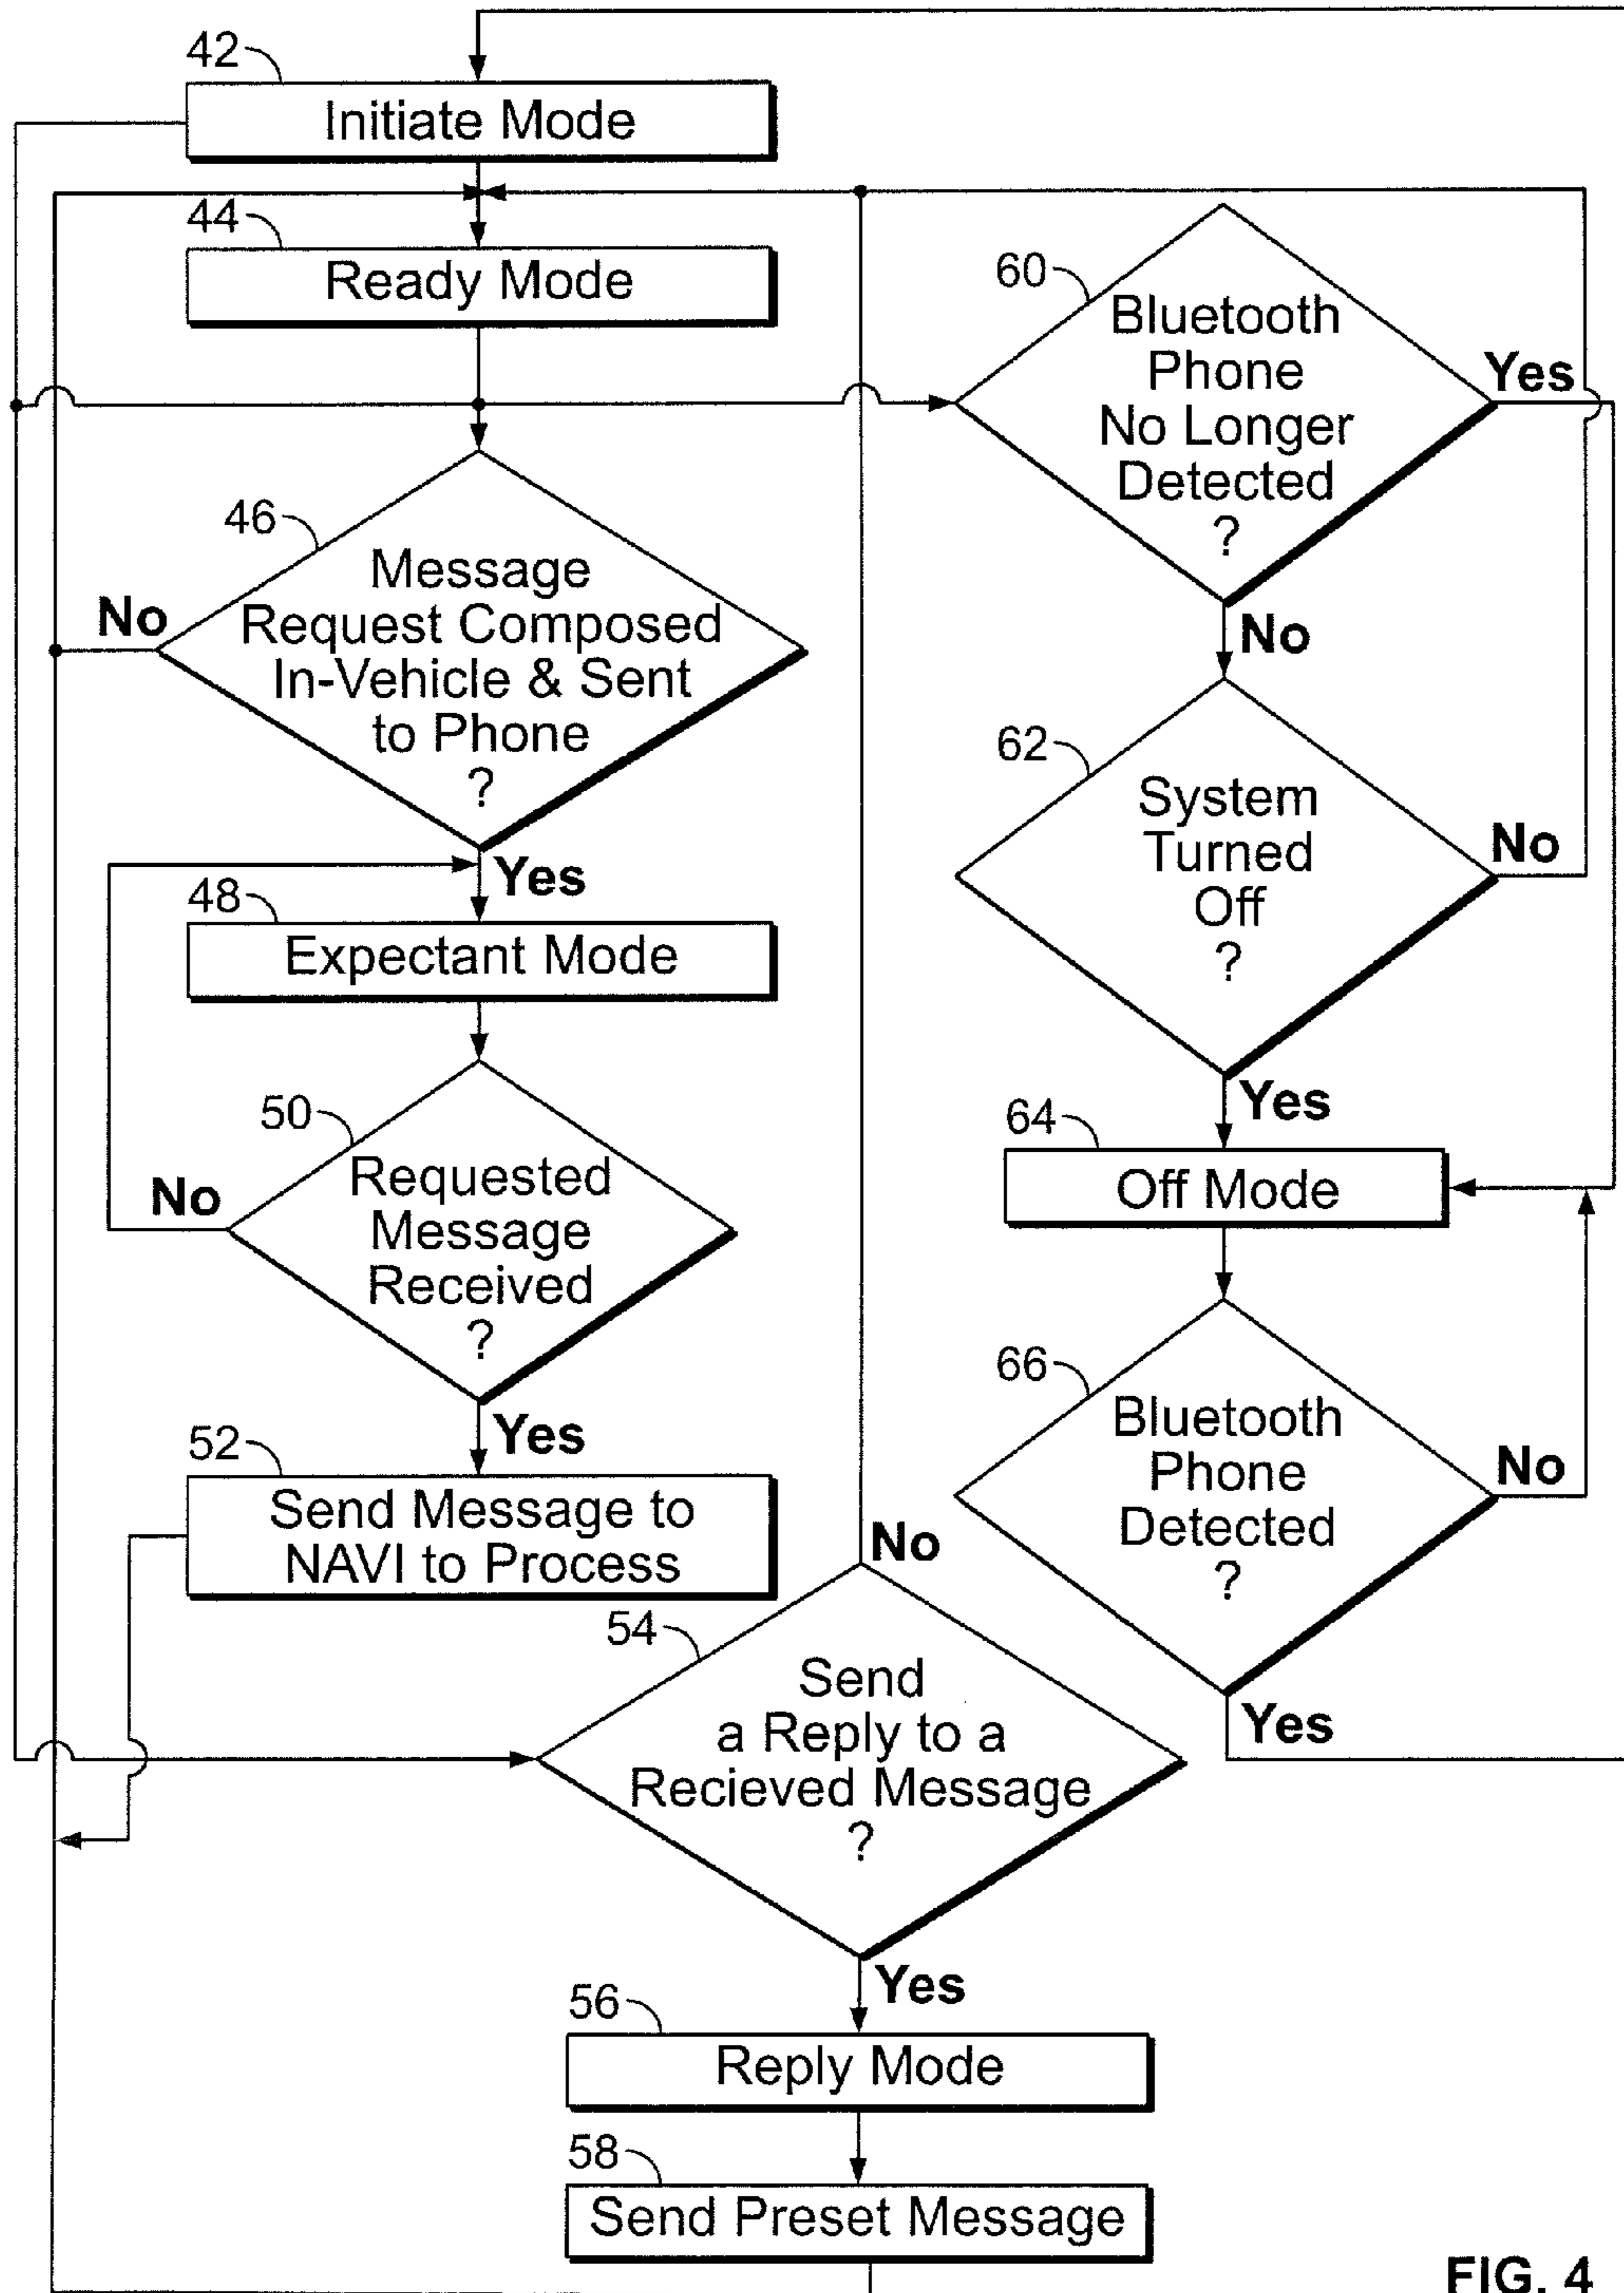 42
Initiate Mode
44
Ready Mode
46
Message
Request Composed
In-Vehicle & Sent
to Phone
?
No
Yes
48
Expectant Mode
50
Requested
Message
Received
?
No
Yes
52
Send Message to
NAVI to Process
54
Send
a Reply to a
Recieved Message
?
No
Yes
56
Reply Mode
58
Send Preset Message
60
Bluetooth
Phone
No Longer
Detected
?
Yes
No
62
System
Turned
Off
?
No
Yes
64
Off Mode
66
Bluetooth
Phone
Detected
?
No
Yes
FIG. 4